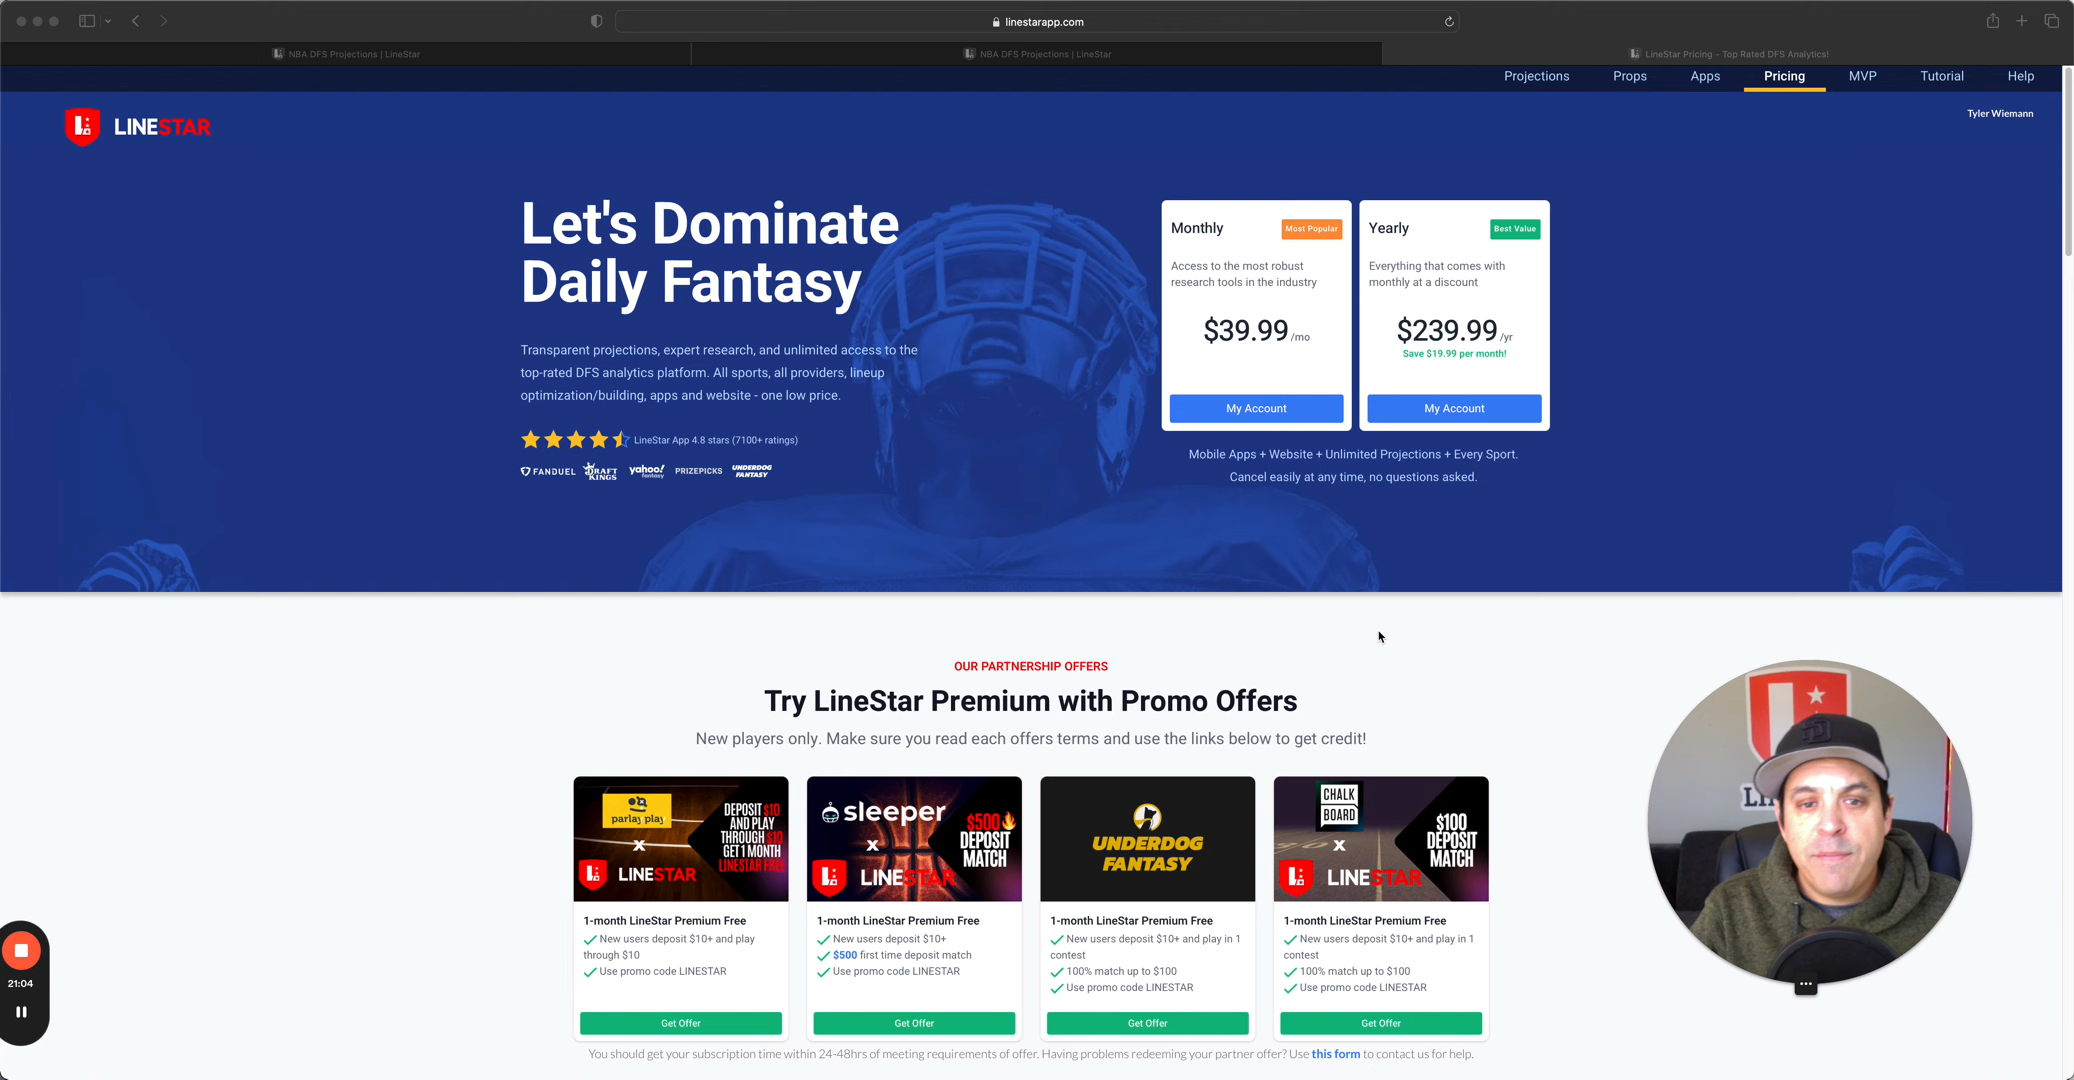 linestarapp.com
NBA DFS Projections | LineStar
NBA DFS Projections | LineStar
LineStar Pricing - Top Rated DFS Analytics!
Projections
Props
Apps
Pricing
MVP
Tutorial
Help
LINESTAR
Tyler Wiemann
Let's Dominate
Daily Fantasy
Transparent projections, expert research, and unlimited access to the
top-rated DFS analytics platform. All sports, all providers, lineup
optimization/building, apps and website - one low price.
LineStar App 4.8 stars (7100+ ratings)
FANDUEL
DRAFT
KINGS
yahoo!
fantasy
PRIZEPICKS
UNDERDOG
FANTASY
Monthly
Most Popular
Access to the most robust
research tools in the industry
$39.99 /mo
My Account
Yearly
Best Value
Everything that comes with
monthly at a discount
$239.99 /yr
Save $19.99 per month!
My Account
Mobile Apps + Website + Unlimited Projections + Every Sport.
Cancel easily at any time, no questions asked.
OUR PARTNERSHIP OFFERS
Try LineStar Premium with Promo Offers
New players only. Make sure you read each offers terms and use the links below to get credit!
parlay play
x
LINESTAR
DEPOSIT $10
AND PLAY
THROUGH $10
GET 1 MONTH
LINESTAR FREE
1-month LineStar Premium Free
New users deposit $10+ and play
through $10
Use promo code LINESTAR
Get Offer
sleeper
x
LINESTAR
$500
DEPOSIT
MATCH
1-month LineStar Premium Free
New users deposit $10+
$500 first time deposit match
Use promo code LINESTAR
Get Offer
UNDERDOG
FANTASY
1-month LineStar Premium Free
New users deposit $10+ and play in 1
contest
100% match up to $100
Use promo code LINESTAR
Get Offer
CHALK
BOARD
x
LINESTAR
$100
DEPOSIT
MATCH
1-month LineStar Premium Free
New users deposit $10+ and play in 1
contest
100% match up to $100
Use promo code LINESTAR
Get Offer
You should get your subscription time within 24-48hrs of meeting requirements of offer. Having problems redeeming your partner offer? Use this form to contact us for help.
21:04